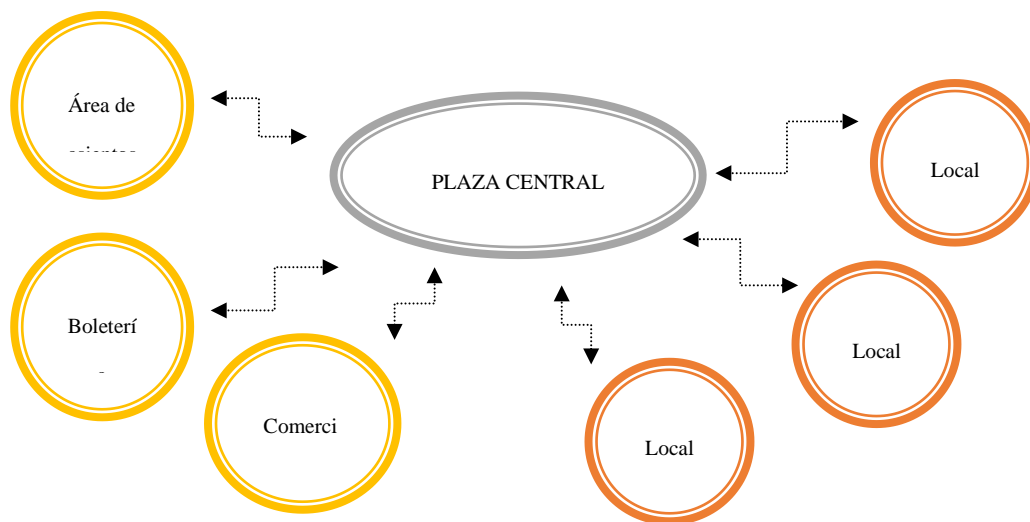 Área de
PLAZA CENTRAL
Local
Boleterí
Local
Comerci
Local